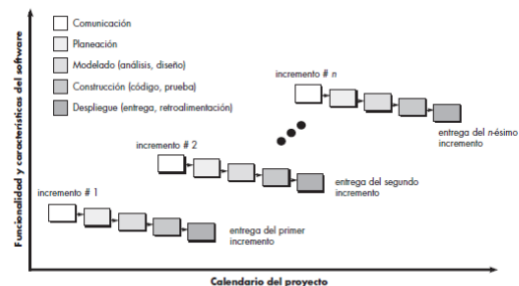 Funcionalidad y características del software
Comunicación
Planeación
Modelado (análisis, diseño)
Construcción (código, prueba)
Despliegue (entrega, retroalimentación)
incremento # n
entrega del n-ésimo
incremento
incremento # 2
entrega del segundo
incremento
incremento # 1
entrega del primer
incremento
Calendario del proyecto